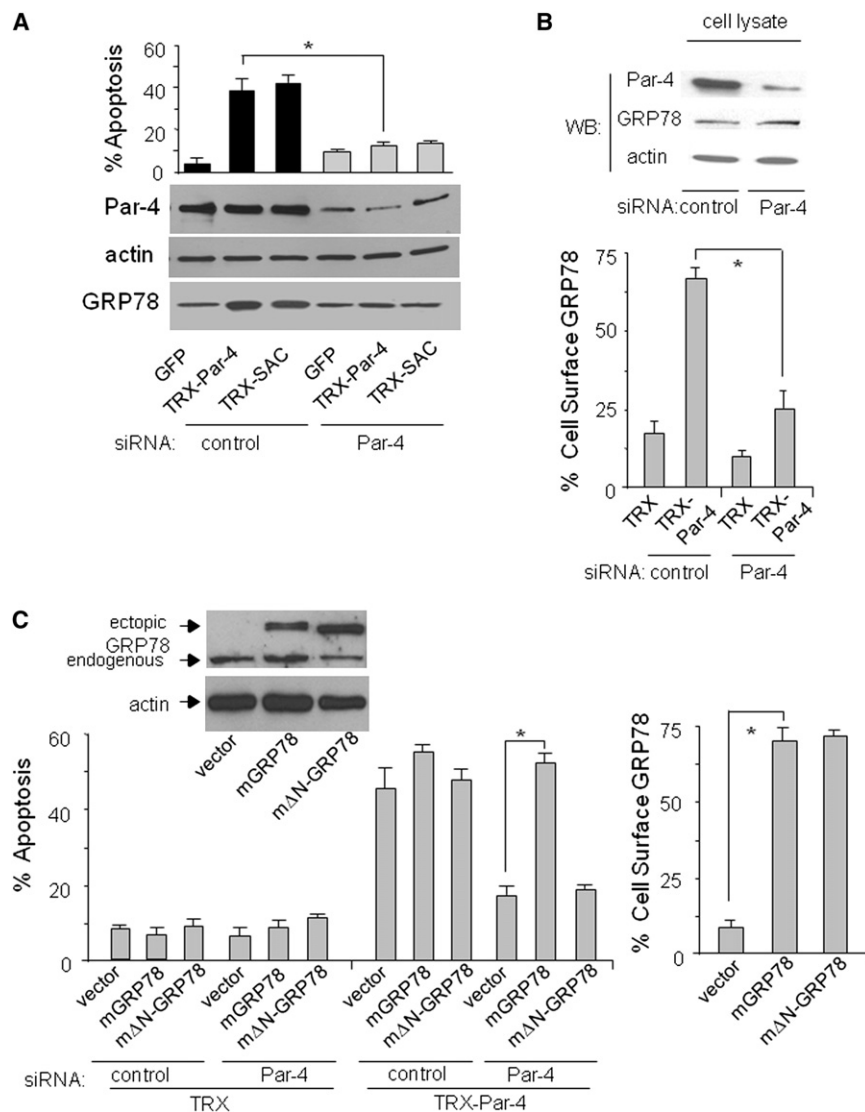 A
% Apoptosis
60
40
20
0
*
Par-4
actin
GRP78
GFP
TRX-Par-4
TRX-SAC
GFP
TRX-Par-4
TRX-SAC
siRNA: control Par-4
B
cell lysate
WB:
Par-4
GRP78
actin
siRNA: control Par-4
% Cell Surface GRP78
75
50
25
0
*
TRX
TRX-
Par-4
TRX
TRX-
Par-4
siRNA: control Par-4
C
ectopic
GRP78
endogenous
actin
vector
mGRP78
mΔN-GRP78
% Apoptosis
60
40
20
0
*
vector
mGRP78
mΔN-GRP78
vector
mGRP78
mΔN-GRP78
vector
mGRP78
mΔN-GRP78
vector
mGRP78
mΔN-GRP78
siRNA: control Par-4 control Par-4
TRX TRX-Par-4
% Cell Surface GRP78
75
50
25
0
*
vector
mGRP78
mΔN-GRP78